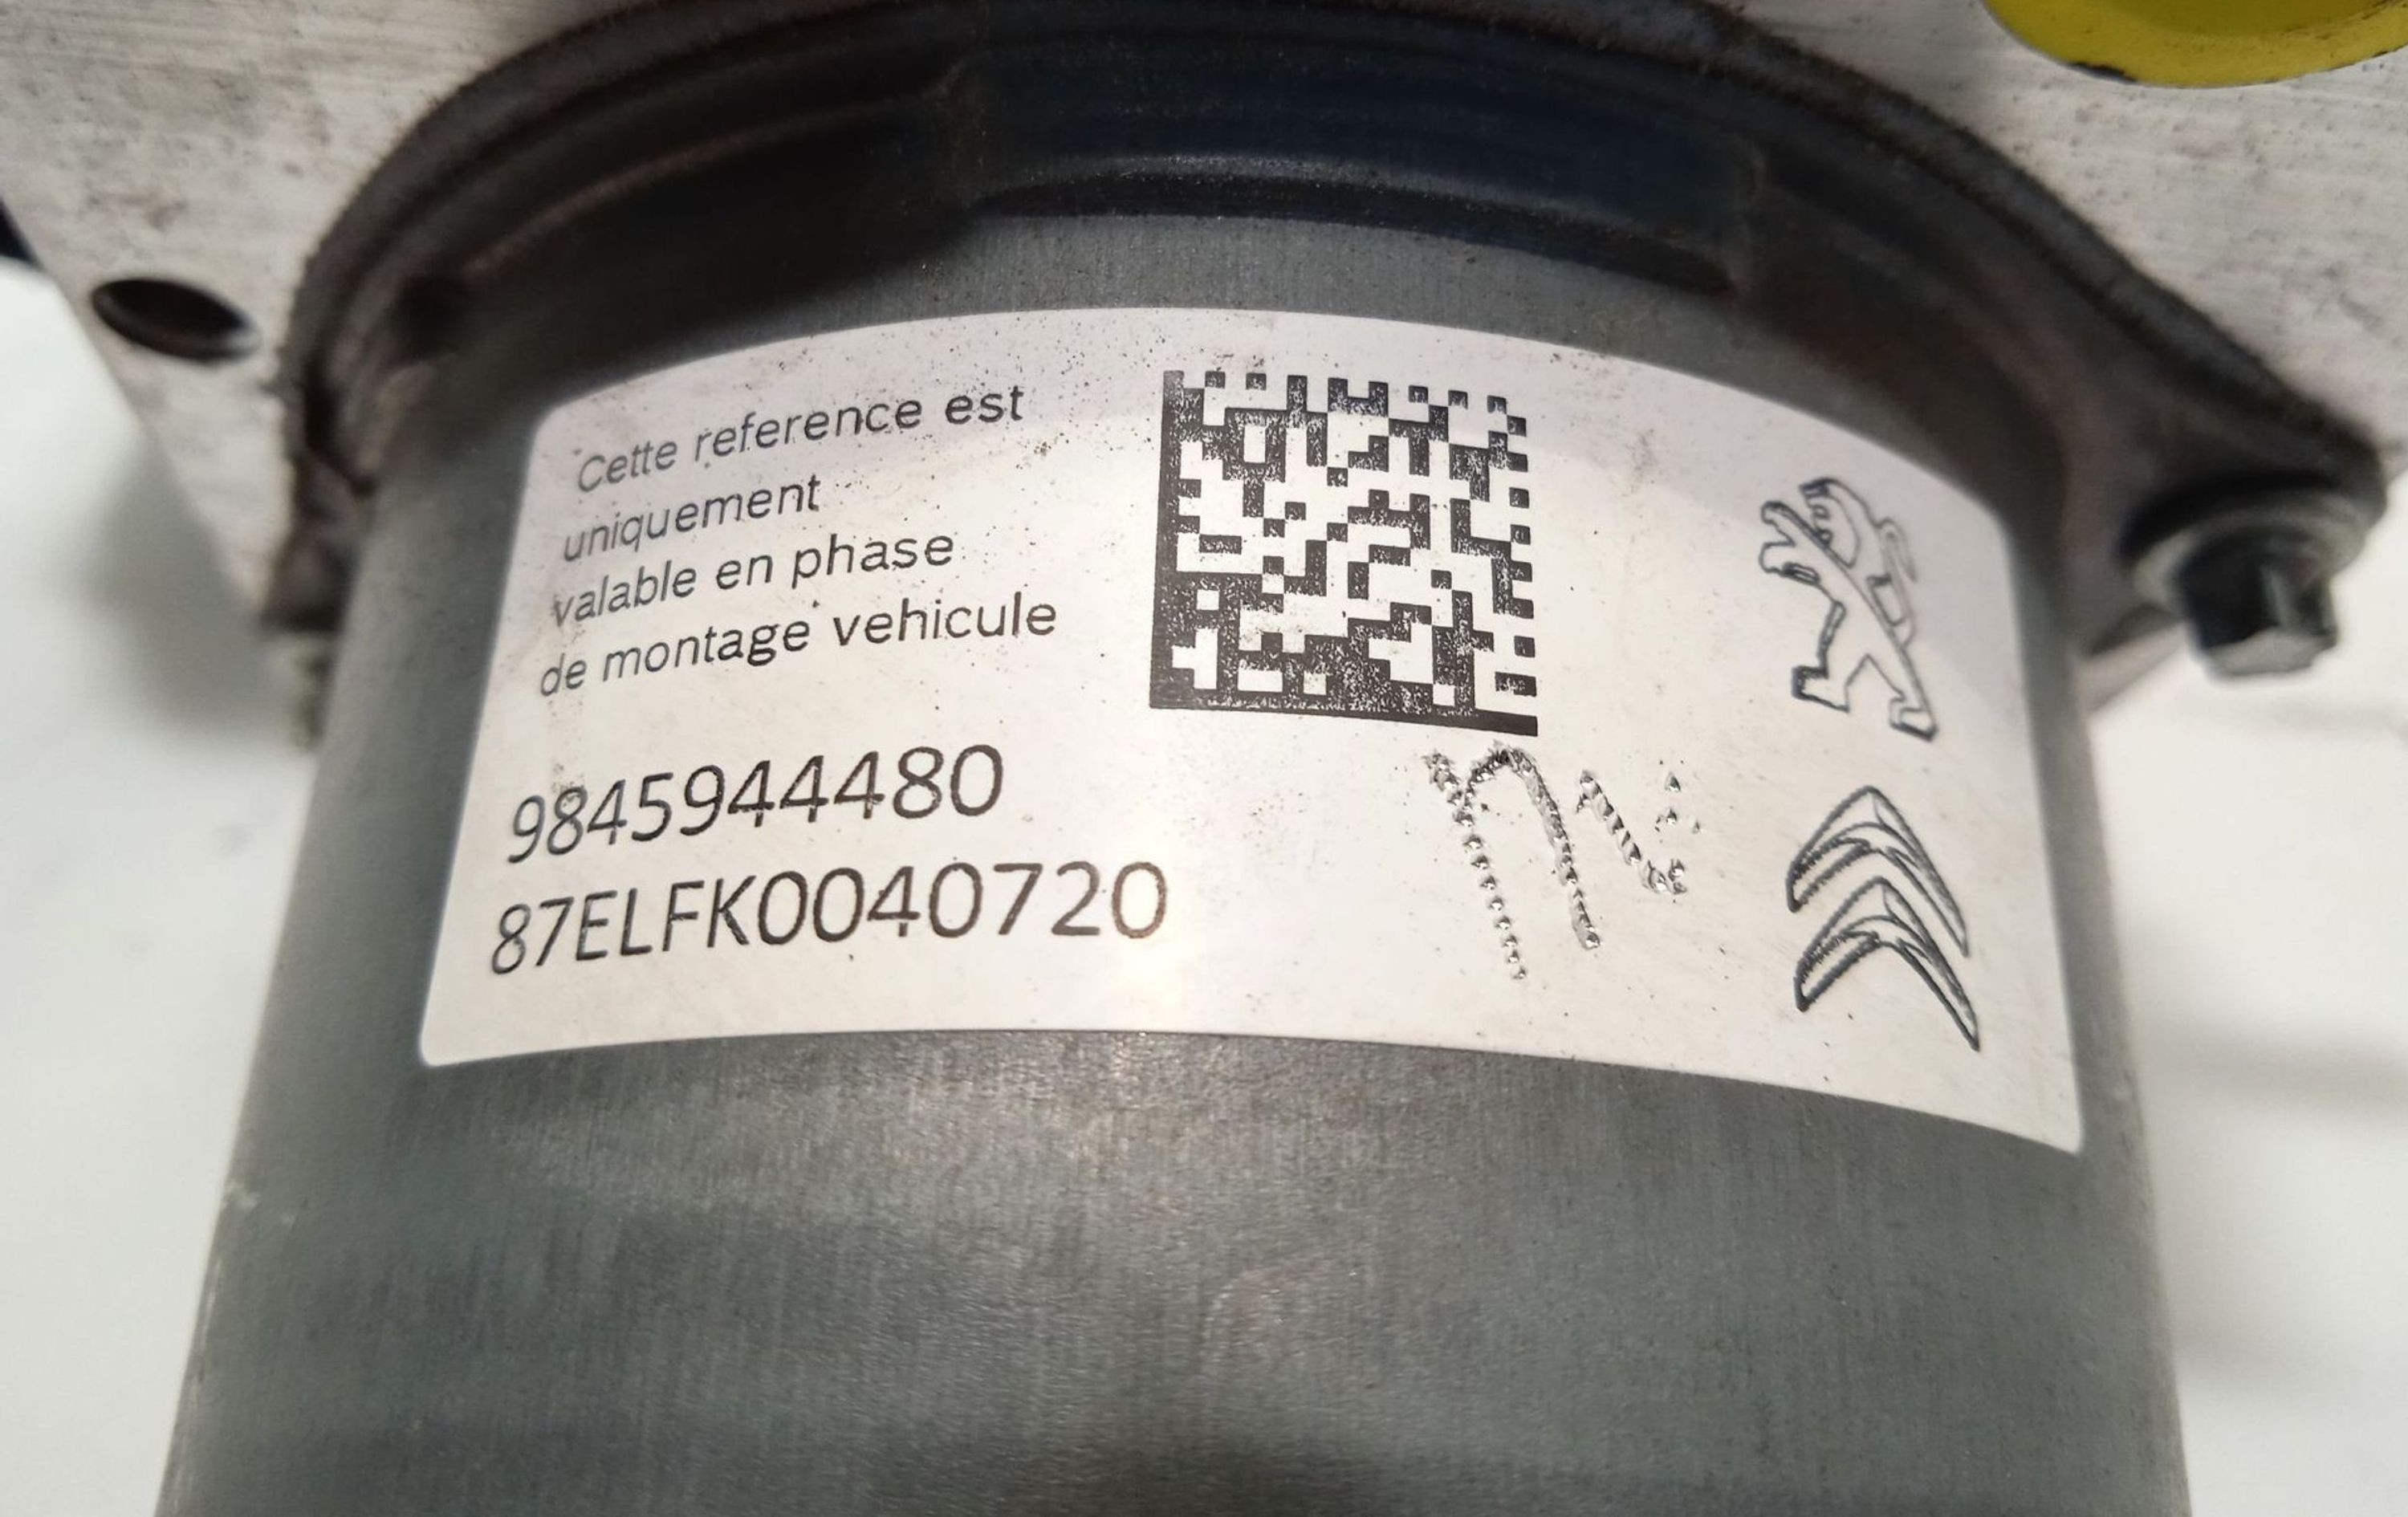 Cette reference est
uniquement
valable en phase
de montage vehicule
9845944480
87ELFK0040720